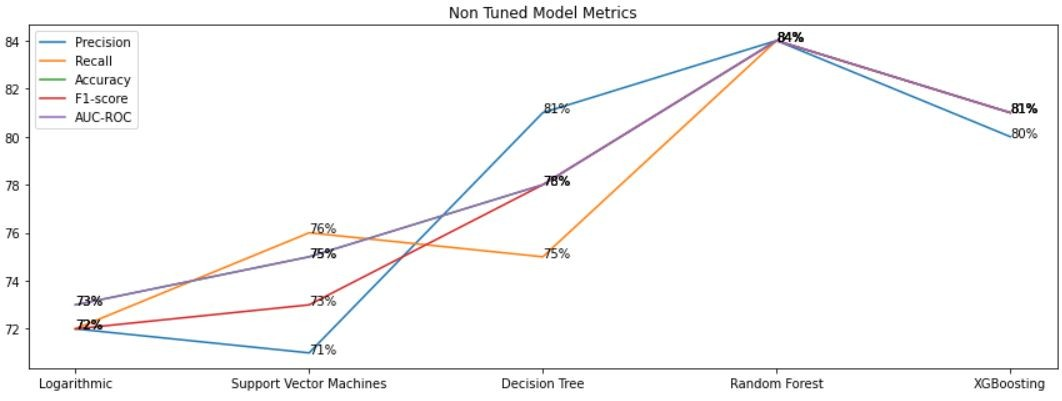 Non Tuned Model Metrics
Precision
Recall
Accuracy
F1-score
AUC-ROC
84
82
80
78
76
74
72
73%
72%
76%
75%
73%
71%
81%
78%
75%
84%
81%
80%
Logarithmic
Support Vector Machines
Decision Tree
Random Forest
XGBoosting